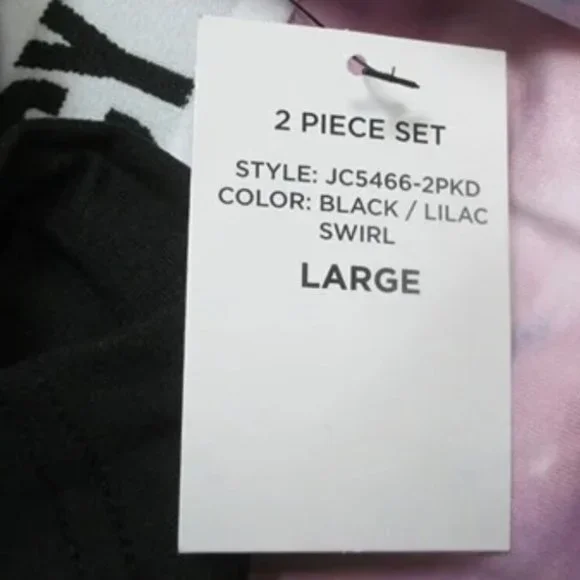 2 PIECE SET
STYLE: JC5466-2PKD
COLOR: BLACK / LILAC
SWIRL
LARGE